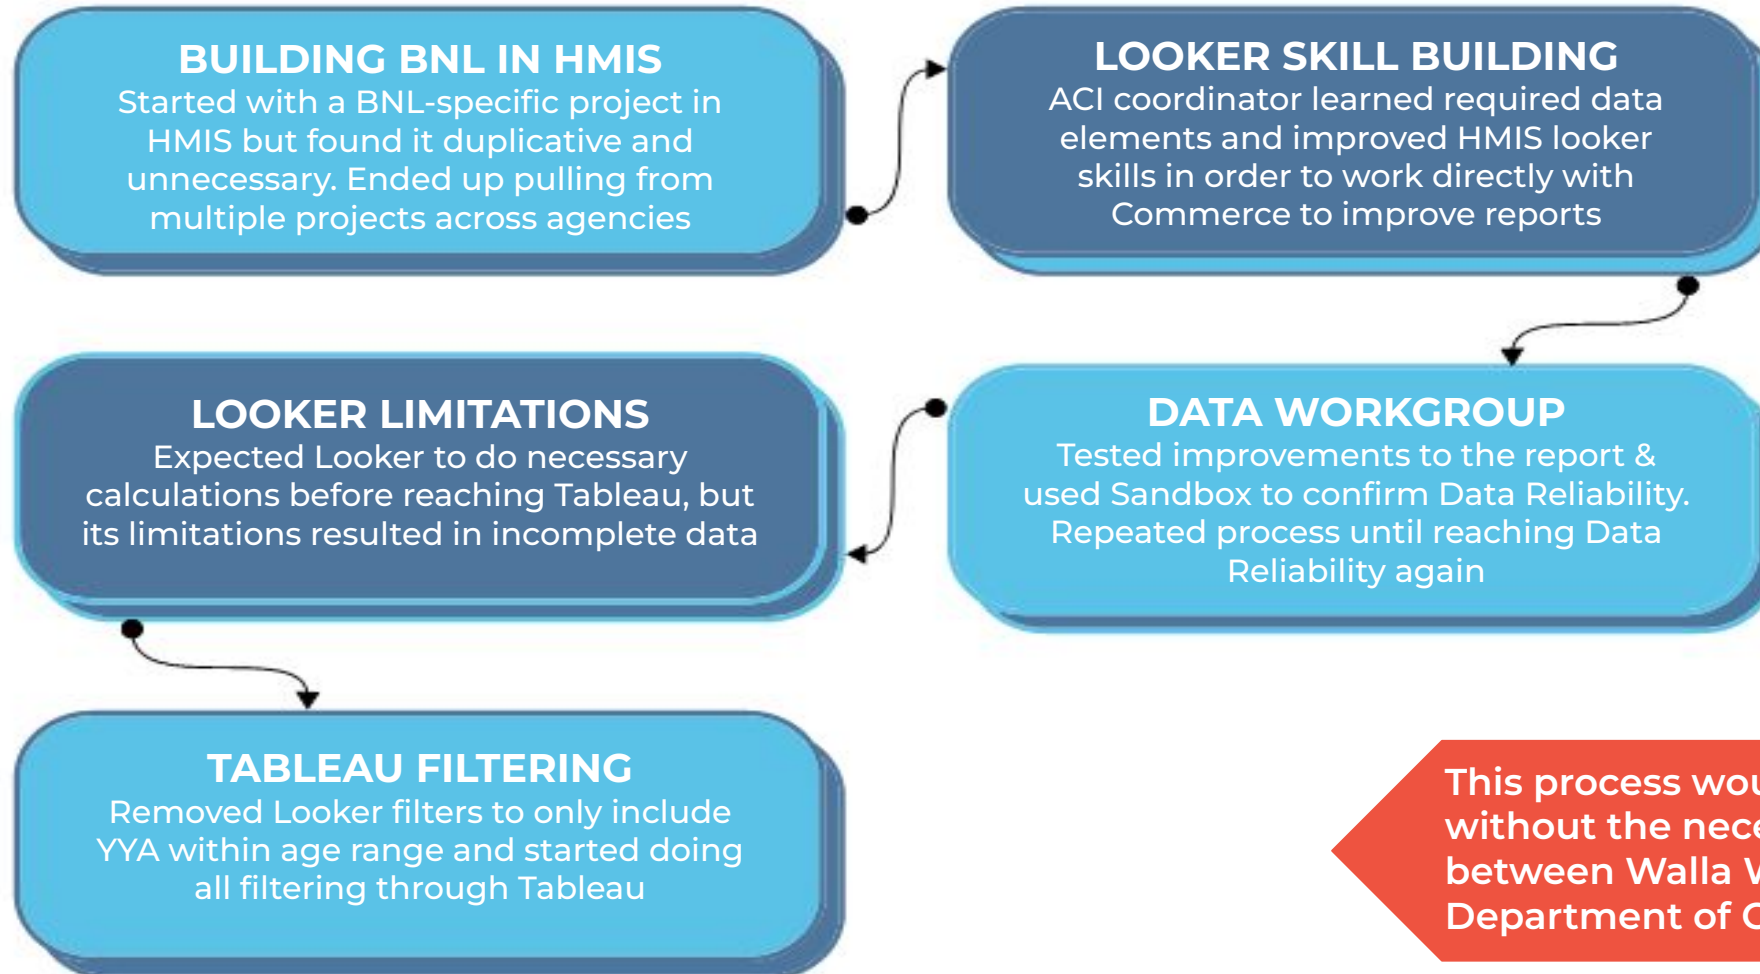 BUILDING BNL IN HMIS
Started with a BNL-specific project in
HMIS but found it duplicative and
unnecessary. Ended up pulling from
multiple projects across agencies
LOOKER SKILL BUILDING
ACI coordinator learned required data
elements and improved HMIS looker
skills in order to work directly with
Commerce to improve reports
DATA WORKGROUP
Tested improvements to the report &
used Sandbox to confirm Data Reliability.
Repeated process until reaching Data
Reliability again
LOOKER LIMITATIONS
Expected Looker to do necessary
calculations before reaching Tableau, but
its limitations resulted in incomplete data
TABLEAU FILTERING
Removed Looker filters to only include
YYA within age range and started doing
all filtering through Tableau
This process
without the
between Walla
Department of